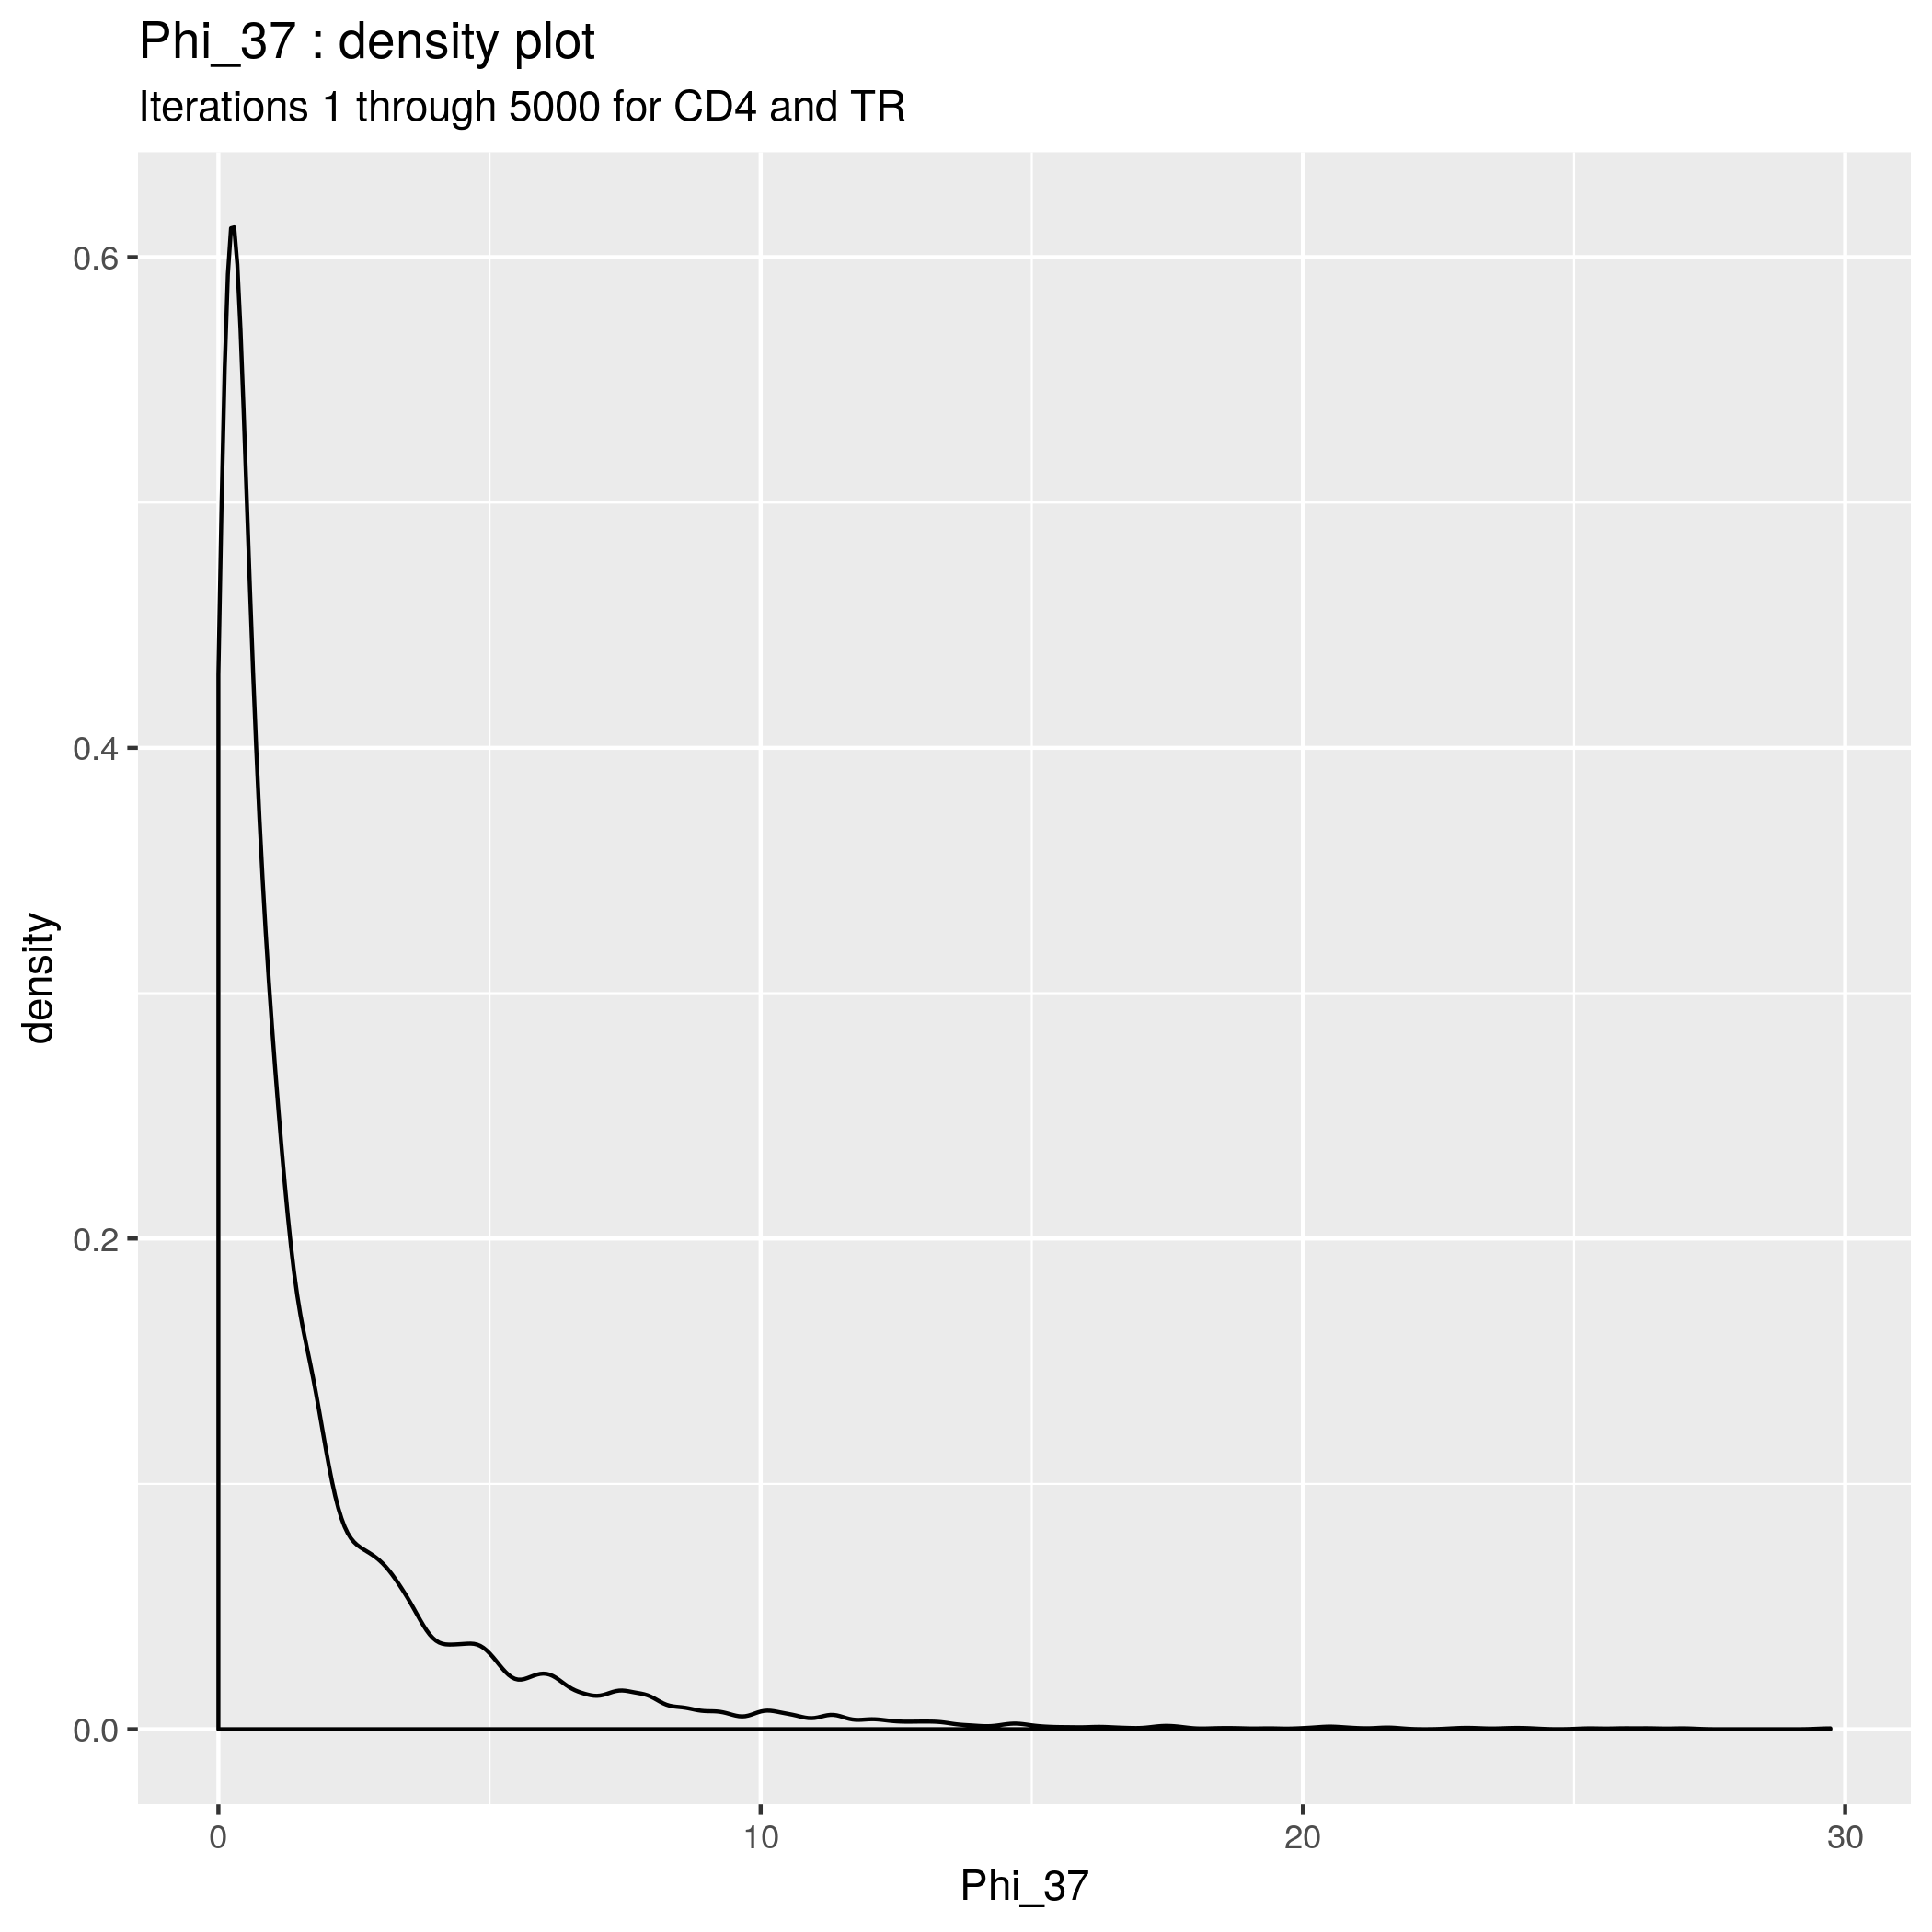 Phi_37 : density plot
Iterations 1 through 5000 for CD4 and TR
density
0.6
0.4
0.2
0.0
0 10 20 30
Phi_37